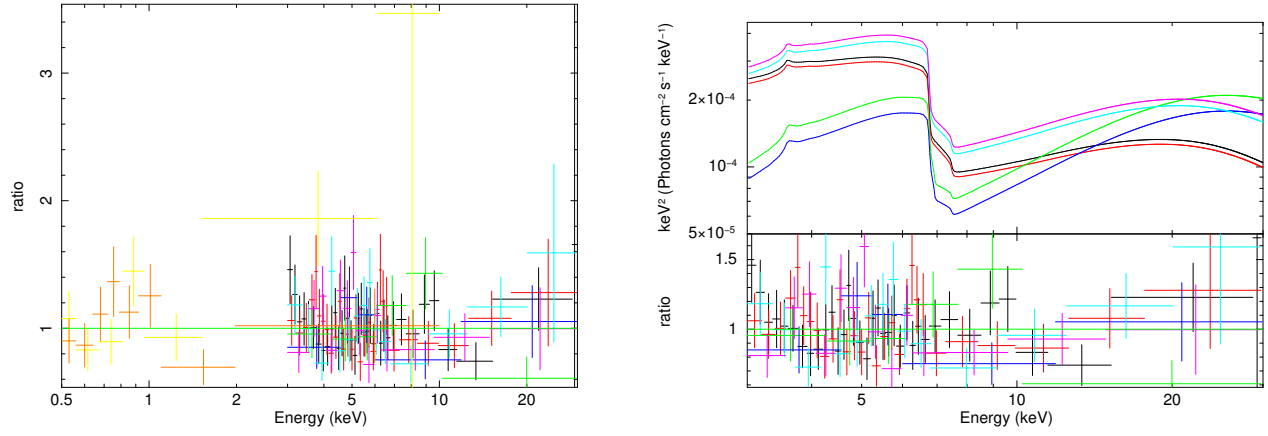 3
2
1
ratio
0.5 1 2 5 10 20
Energy (keV)
keV² (Photons cm⁻² s⁻¹ keV⁻¹)
2×10⁻⁴
10⁻⁴
5×10⁻⁵
1.5
1
ratio
5 10 20
Energy (keV)